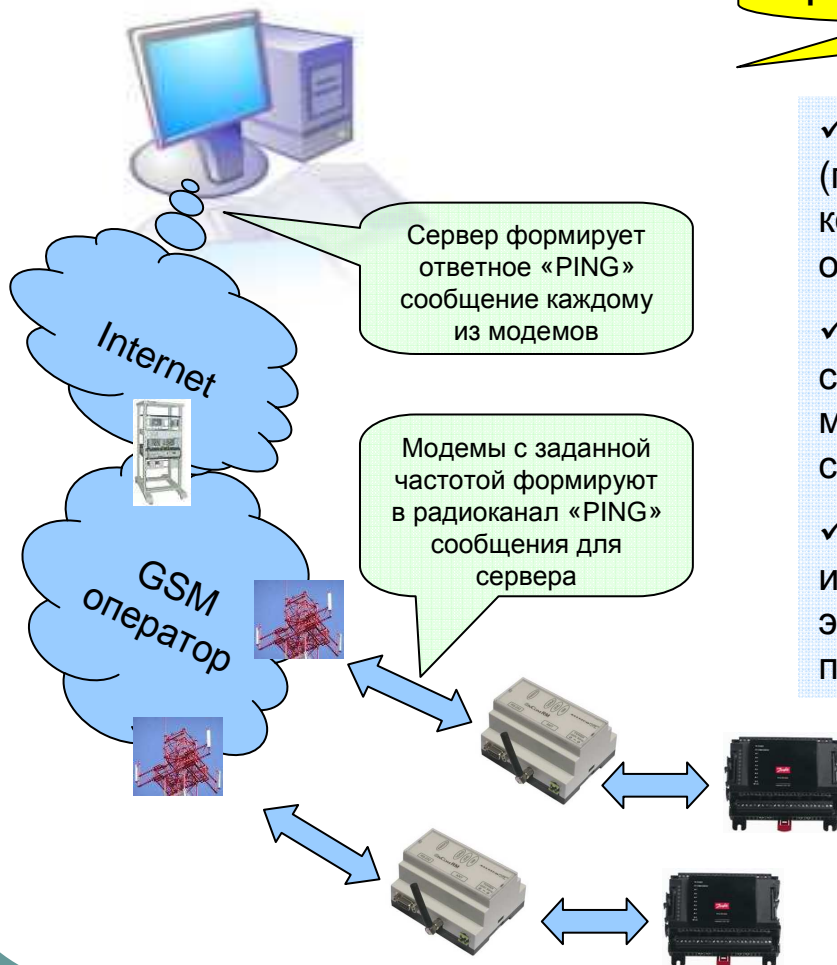 Сервер формирует
ответное «PING»
сообщение каждому
из модемов
Internet
Модемы с заданной
частотой формируют
в радиоканал «PING»
сообщения для
сервера
GSM
оператор